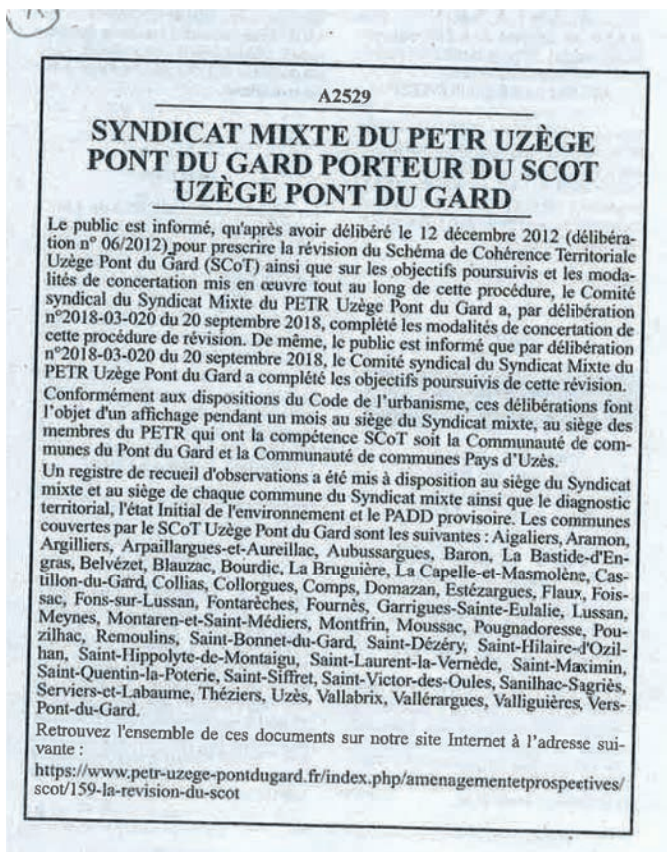 A2529
SYNDICAT MIXTE DU PETR UZÈGE
PONT DU GARD PORTEUR DU SCOT
UZÈGE PONT DU GARD
Le public est informé, qu'après avoir délibéré le 12 décembre 2012 (délibéra-
tion n° 06/2012) pour prescrire la révision du Schéma de Cohérence Territoriale
Uzège Pont du Gard (SCoT) ainsi que sur les objectifs poursuivis et les moda-
lités de concertation mis en œuvre tout au long de cette procédure, le Comité
syndical du Syndicat Mixte du PETR Uzège Pont du Gard a, par délibération
n°2018-03-020 du 20 septembre 2018, complété les modalités de concertation de
cette procédure de révision. De même, le public est informé que par délibération
n°2018-03-020 du 20 septembre 2018, le Comité syndical du Syndicat Mixte du
PETR Uzège Pont du Gard a complété les objectifs poursuivis de cette révision.
Conformément aux dispositions du Code de l'urbanisme, ces délibérations font
l'objet d'un affichage pendant un mois au siège du Syndicat mixte, au siège des
membres du PETR qui ont la compétence SCoT soit la Communauté de com-
munes du Pont du Gard et la Communauté de communes Pays d'Uzès.
Un registre de recueil d'observations a été mis à disposition au siège du Syndicat
mixte et au siège de chaque commune du Syndicat mixte ainsi que le diagnostic
territorial, l'état Initial de l'environnement et le PADD provisoire. Les communes
couvertes par le SCoT Uzège Pont du Gard sont les suivantes : Aigaliers, Aramon,
Argilliers, Arpaillargues-et-Aureillac, Aubussargues, Baron, La Bastide-d'En-
gras, Belvézet, Blauzac, Bourdic, La Bruguière, La Capelle-et-Masmolène, Cas-
tillon-du-Gard, Collias, Collorgues, Comps, Domazan, Estézargues, Flaux, Fois-
sac, Fons-sur-Lussan, Fontarèches, Fournès, Garrigues-Sainte-Eulalie, Lussan,
Meynes, Montaren-et-Saint-Médiers, Montfrin, Moussac, Pougnadoresse, Pou-
zilhac, Remoulins, Saint-Bonnet-du-Gard, Saint-Dézéry, Saint-Hilaire-d'Ozil-
han, Saint-Hippolyte-de-Montaigu, Saint-Laurent-la-Vernède, Saint-Maximin,
Saint-Quentin-la-Poterie, Saint-Siffret, Saint-Victor-des-Oules, Sanilhac-Sagriès,
Serviers-et-Labaume, Théziers, Uzès, Vallabrix, Vallérargues, Valliguières, Vers-
Pont-du-Gard.
Retrouvez l'ensemble de ces documents sur notre site Internet à l'adresse sui-
vante :
https://www.petr-uzege-pontdugard.fr/index.php/amenagementetprospectives/
scot/159-la-revision-du-scot